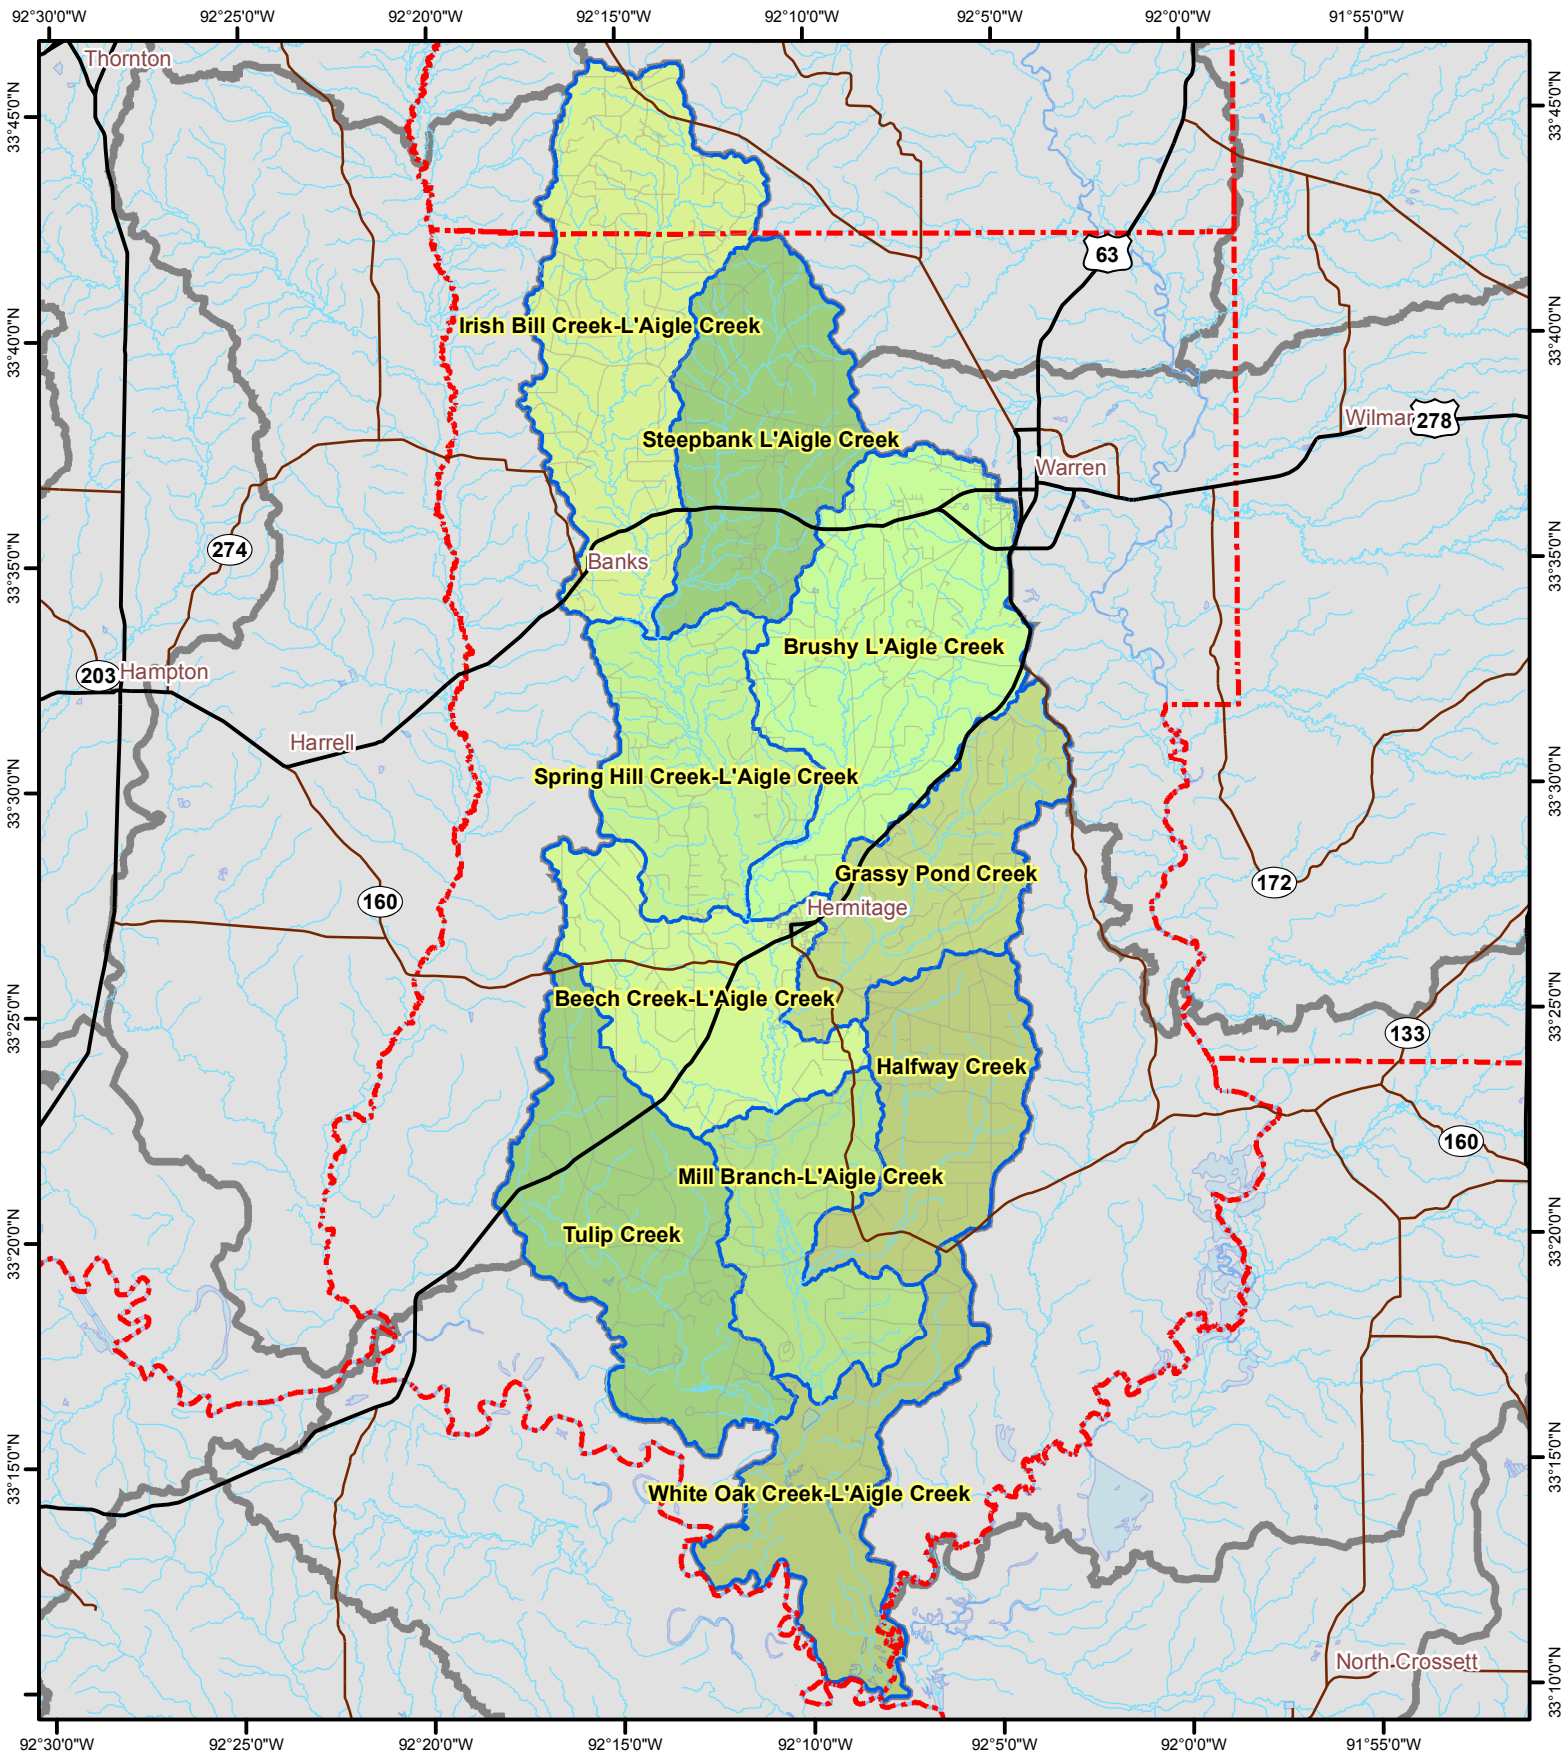 92°30'0"W 92°25'0"W 92°20'0"W 92°15'0"W 92°10'0"W 92°5'0"W 92°0'0"W 91°55'0"W
Thornton
33°45'0"N 33°45'0"N
63
Irish Bill Creek-L'Aigle Creek
33°40'0"N 33°40'0"N
Wilmar 278
Steepbank L'Aigle Creek
Warren
274
Banks
33°35'0"N 33°35'0"N
Brushy L'Aigle Creek
203 Hampton
Harrell
Spring Hill Creek-L'Aigle Creek
33°30'0"N 33°30'0"N
Grassy Pond Creek
172
160
Hermitage
Beech Creek-L'Aigle Creek
33°25'0"N 33°25'0"N
133
Halfway Creek
160
Mill Branch-L'Aigle Creek
Tulip Creek
33°20'0"N 33°20'0"N
33°15'0"N 33°15'0"N
White Oak Creek-L'Aigle Creek
North Crossett
33°10'0"N
92°30'0"W 92°25'0"W 92°20'0"W 92°15'0"W 92°10'0"W 92°5'0"W 92°0'0"W 91°55'0"W